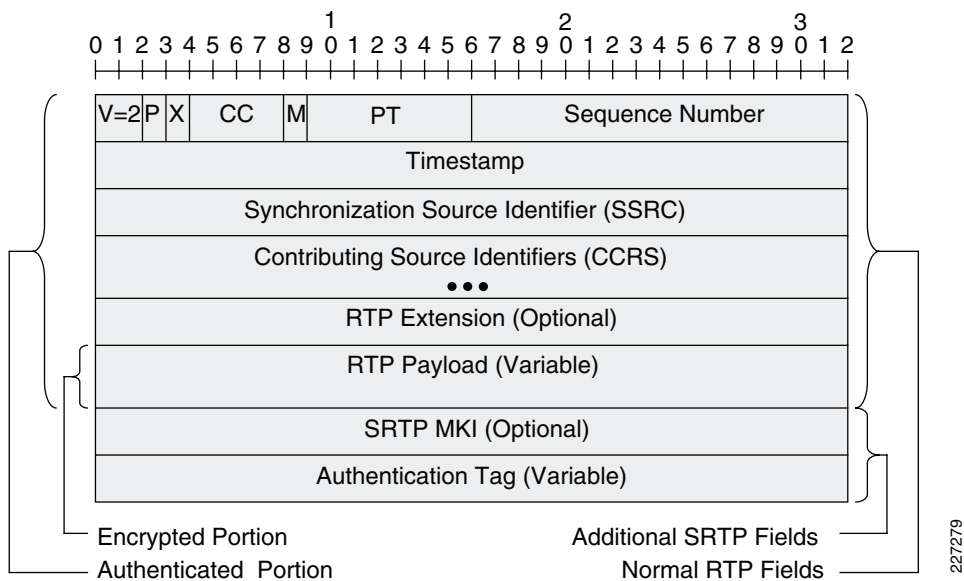 1 2 3
0 1 2 3 4 5 6 7 8 9 0 1 2 3 4 5 6 7 8 9 0 1 2 3 4 5 6 7 8 9 0 1 2
V=2 P X CC M PT Sequence Number
Timestamp
Synchronization Source Identifier (SSRC)
Contributing Source Identifiers (CCRS)
•••
RTP Extension (Optional)
RTP Payload (Variable)
SRTP MKI (Optional)
Authentication Tag (Variable)
Encrypted Portion Additional SRTP Fields
Authenticated Portion Normal RTP Fields
227279